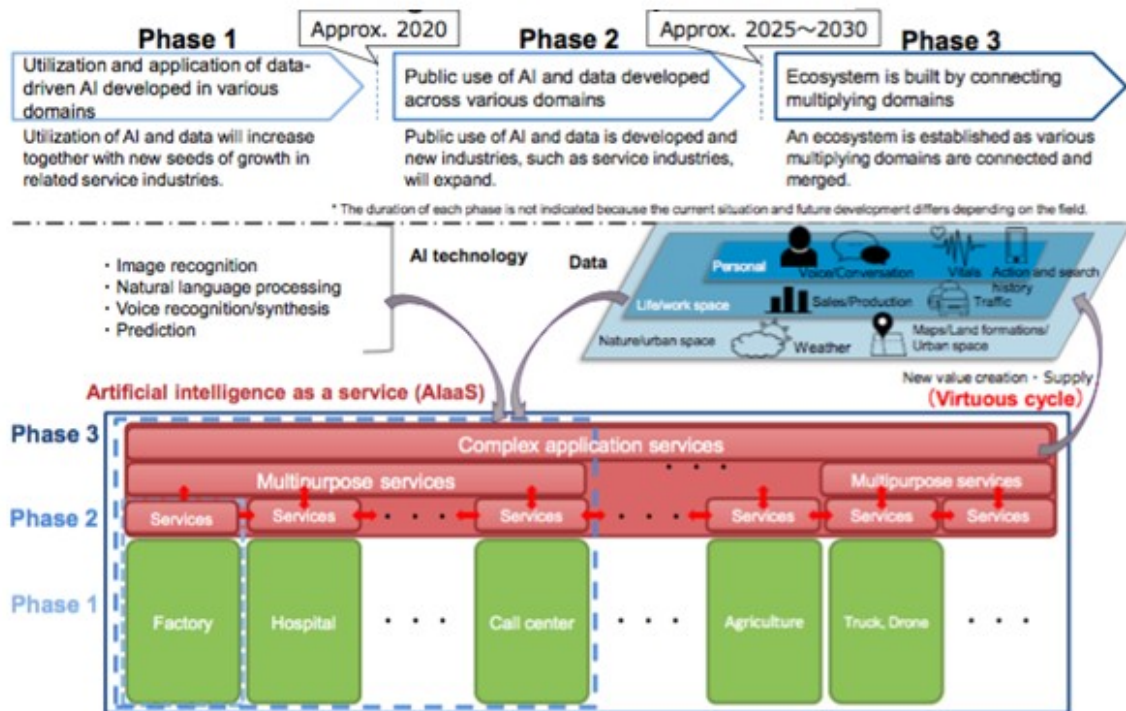 Phase 1
Approx. 2020
Phase 2
Approx. 2025～2030
Phase 3
Utilization and application of data-
driven AI developed in various
domains
Public use of AI and data developed
across various domains
Ecosystem is built by connecting
multiplying domains
Utilization of AI and data will increase
together with new seeds of growth in
related service industries.
Public use of AI and data is developed and
new industries, such as service industries,
will expand.
An ecosystem is established as various
multiplying domains are connected and
merged.
* The duration of each phase is not indicated because the current situation and future development differs depending on the field.
・Image recognition
・Natural language processing
・Voice recognition/synthesis
・Prediction
AI technology
Data
Personal
Voice/Conversation
Vitals
Action and search
history
Life/work space
Sales/Production
Traffic
Nature/urban space
Weather
Maps/Land formations/
Urban space
New value creation・Supply
(Virtuous cycle)
Artificial intelligence as a service (AIaaS)
Phase 3
Complex application services
Multipurpose services
・・・
Multipurpose services
Phase 2
Services
Services
・・・
Services
・・・
Services
Services
Services
Phase 1
Factory
Hospital
・・・
Call center
・・・
Agriculture
Truck, Drone
・・・